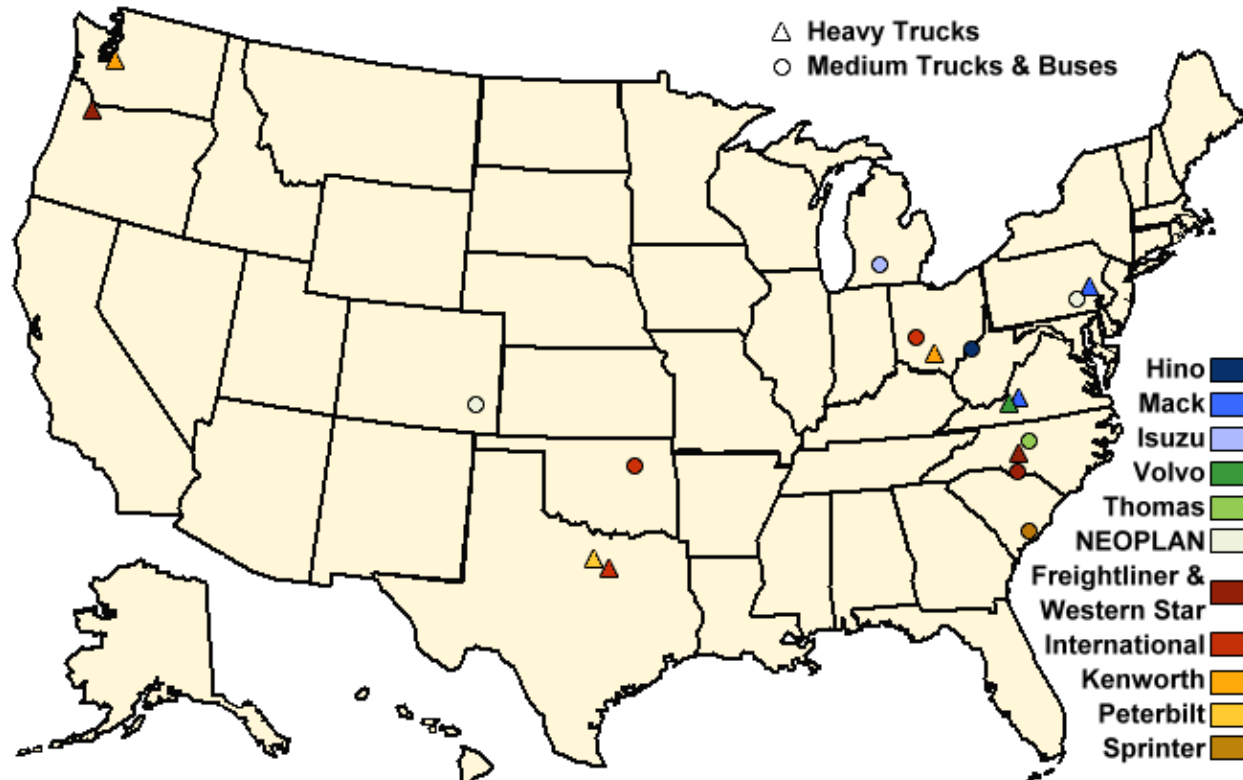 Heavy Trucks
Medium Trucks & Buses
Hino
Mack
Isuzu
Volvo
Thomas
NEOPLAN
Freightliner &
Western Star
International
Kenworth
Peterbilt
Sprinter